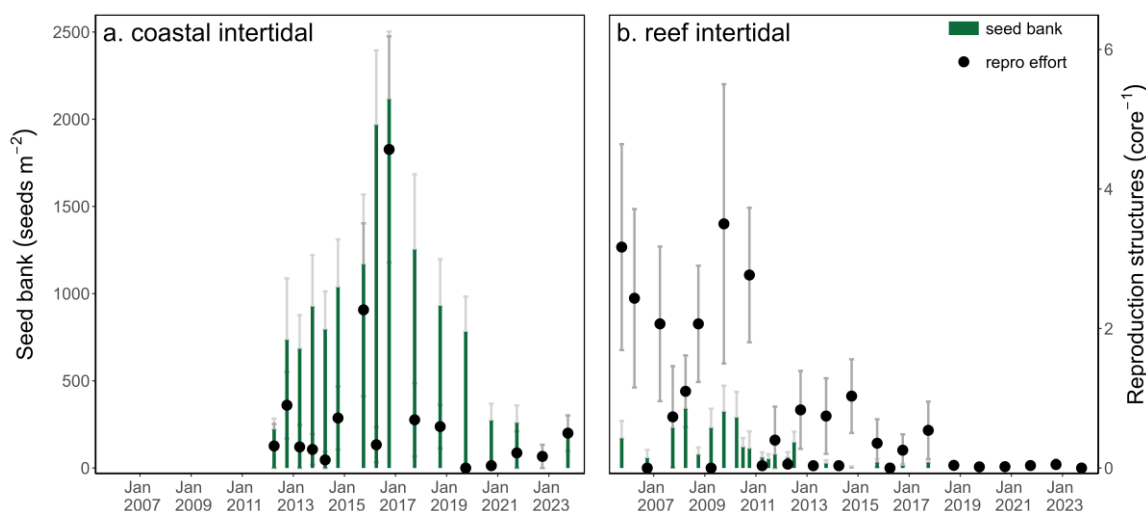 a. coastal intertidal
b. reef intertidal
seed bank
repro effort
Seed bank (seeds m⁻²)
2500
2000
1500
1000
500
0
6
4
2
0
Reproduction structures (core⁻¹)
Jan Jan Jan Jan Jan Jan Jan Jan Jan
2007 2009 2011 2013 2015 2017 2019 2021 2023
Jan Jan Jan Jan Jan Jan Jan Jan Jan
2007 2009 2011 2013 2015 2017 2019 2021 2023